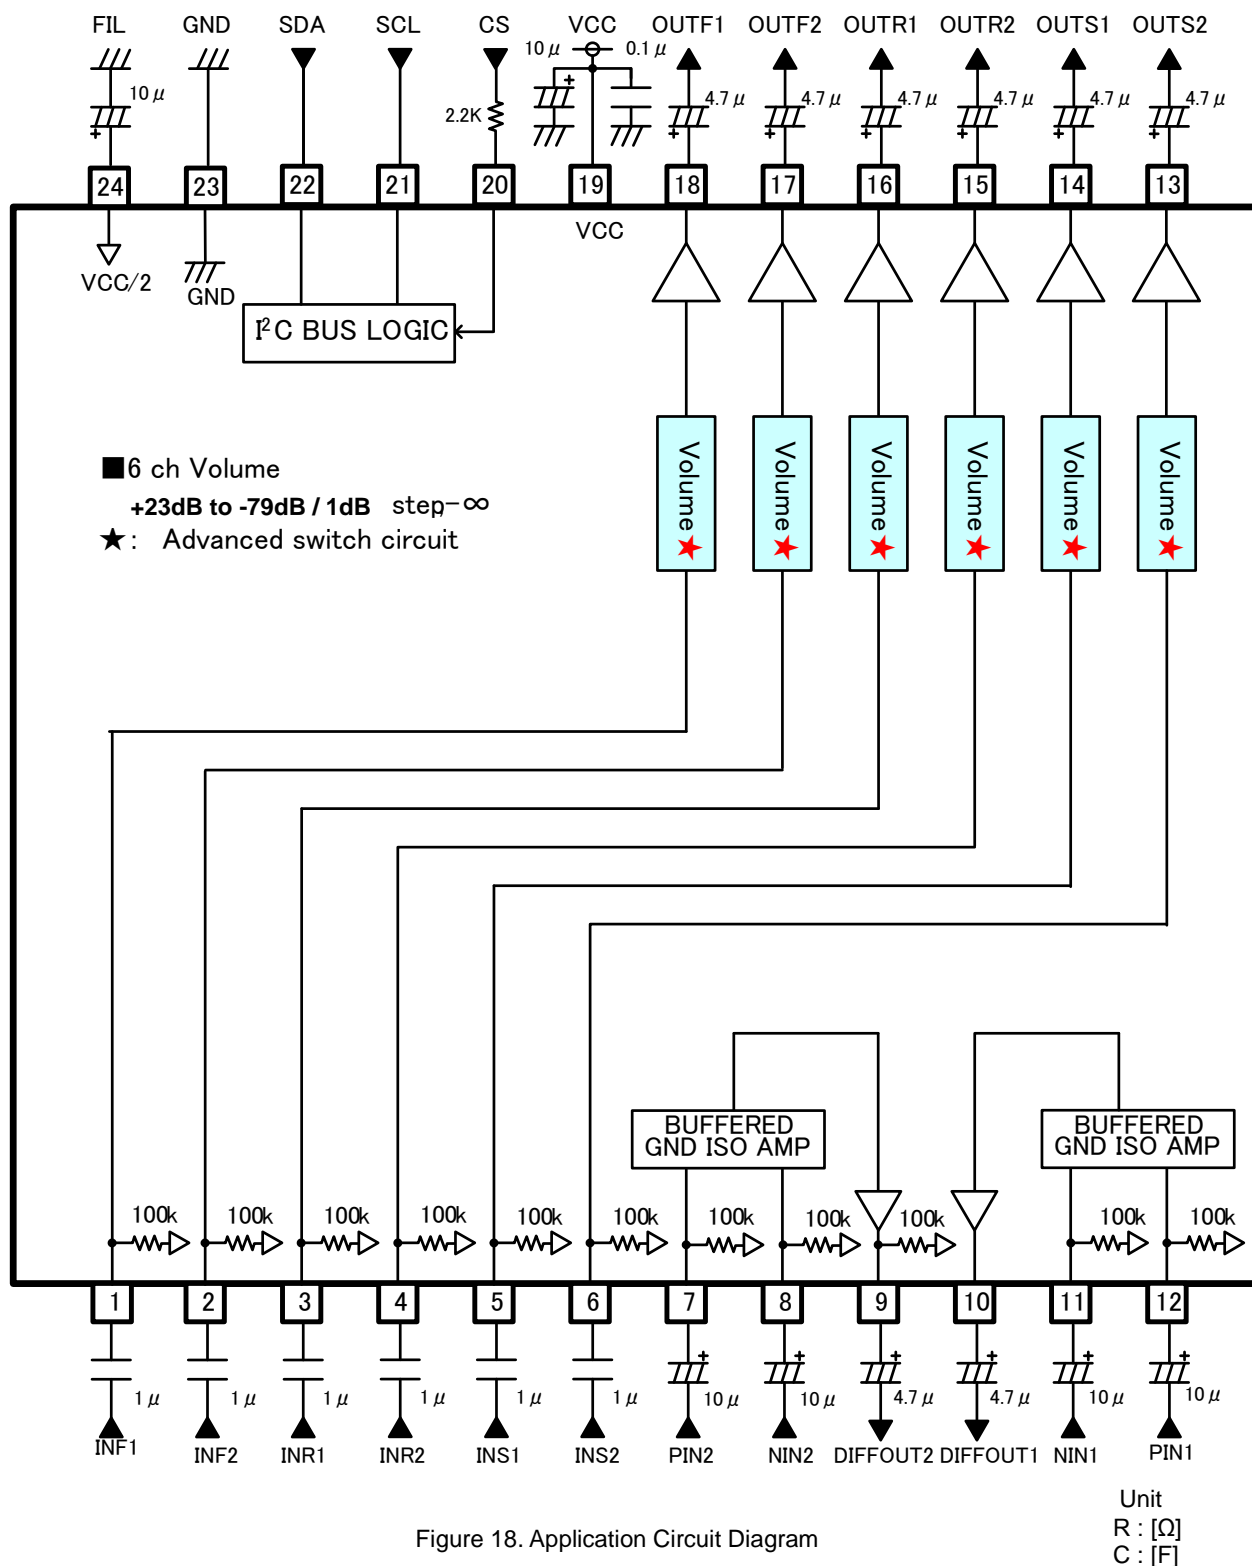 FIL GND SDA SCL CS VCC OUTF1 OUTF2 OUTR1 OUTR2 OUTS1 OUTS2
10μ 2.2K 10μ 0.1μ 4.7μ 4.7μ 4.7μ 4.7μ 4.7μ 4.7μ
+ + + + + + + +
24 23 22 21 20 19 18 17 16 15 14 13
VCC
VCC/2 GND
I²C BUS LOGIC
Volume★ Volume★ Volume★ Volume★ Volume★ Volume★
■6 ch Volume
+23dB to -79dB / 1dB step-∞
★: Advanced switch circuit
BUFFERED
GND ISO AMP
BUFFERED
GND ISO AMP
100k 100k 100k 100k 100k 100k 100k 100k 100k 100k 100k
1 2 3 4 5 6 7 8 9 10 11 12
+ + + + + +
1μ 1μ 1μ 1μ 1μ 1μ 10μ 10μ 4.7μ 4.7μ 10μ 10μ
INF1 INF2 INR1 INR2 INS1 INS2 PIN2 NIN2 DIFFOUT2 DIFFOUT1 NIN1 PIN1
Unit
R : [Ω]
C : [F]
Figure 18. Application Circuit Diagram